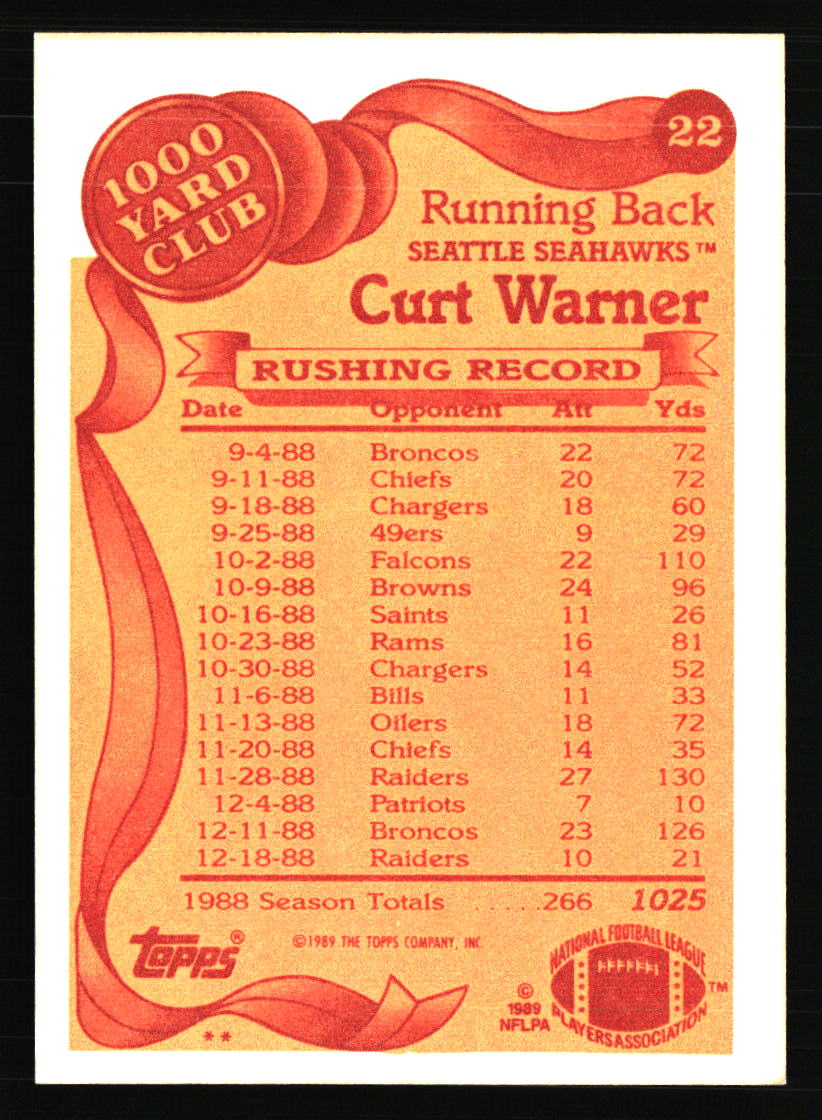 1000
YARD
CLUB
22
Running Back
SEATTLE SEAHAWKS™
Curt Warner
RUSHING RECORD
Date Opponent Att Yds
9-4-88 Broncos 22 72
9-11-88 Chiefs 20 72
9-18-88 Chargers 18 60
9-25-88 49ers 9 29
10-2-88 Falcons 22 110
10-9-88 Browns 24 96
10-16-88 Saints 11 26
10-23-88 Rams 16 81
10-30-88 Chargers 14 52
11-6-88 Bills 11 33
11-13-88 Oilers 18 72
11-20-88 Chiefs 14 35
11-28-88 Raiders 27 130
12-4-88 Patriots 7 10
12-11-88 Broncos 23 126
12-18-88 Raiders 10 21
1988 Season Totals .....266 1025
Topps®
©1989 THE TOPPS COMPANY, INC.
NATIONAL FOOTBALL LEAGUE
PLAYERS ASSOCIATION
™
©
1989
NFLPA
**